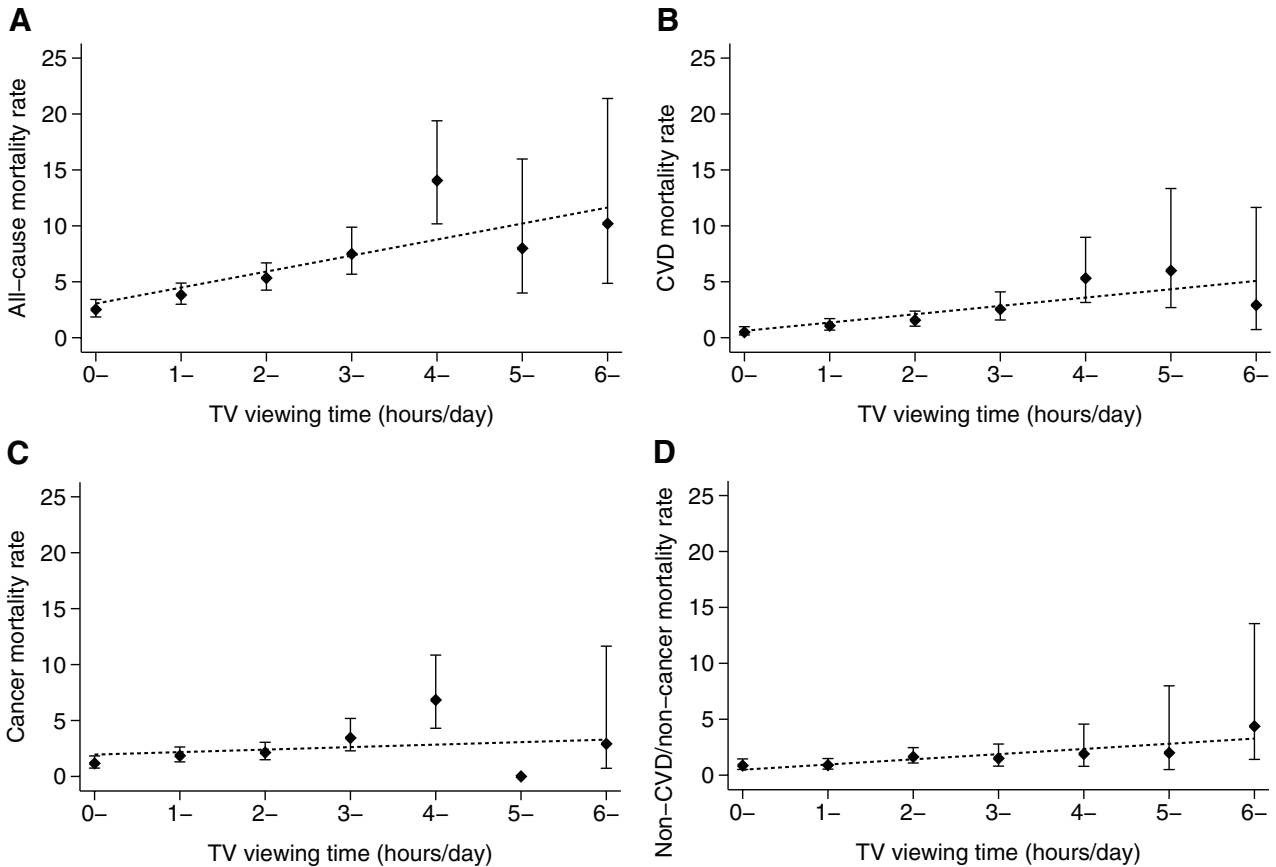 A
All–cause mortality rate
25
20
15
10
5
0
0– 1– 2– 3– 4– 5– 6–
TV viewing time (hours/day)
B
CVD mortality rate
25
20
15
10
5
0
0– 1– 2– 3– 4– 5– 6–
TV viewing time (hours/day)
C
Cancer mortality rate
25
20
15
10
5
0
0– 1– 2– 3– 4– 5– 6–
TV viewing time (hours/day)
D
Non–CVD/non–cancer mortality rate
25
20
15
10
5
0
0– 1– 2– 3– 4– 5– 6–
TV viewing time (hours/day)